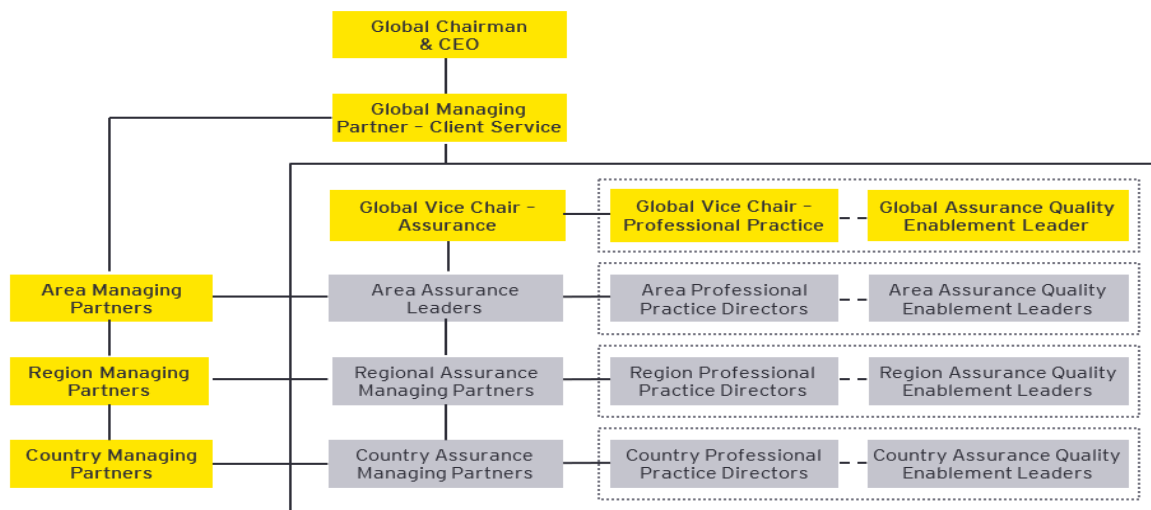 Global Chairman
& CEO
Global Managing
Partner – Client Service
Global Vice Chair –
Assurance
Global Vice Chair –
Professional Practice
Global Assurance Quality
Enablement Leader
Area Managing
Partners
Area Assurance
Leaders
Area Professional
Practice Directors
Area Assurance Quality
Enablement Leaders
Region Managing
Partners
Regional Assurance
Managing Partners
Region Professional
Practice Directors
Region Assurance Quality
Enablement Leaders
Country Managing
Partners
Country Assurance
Managing Partners
Country Professional
Practice Directors
Country Assurance Quality
Enablement Leaders